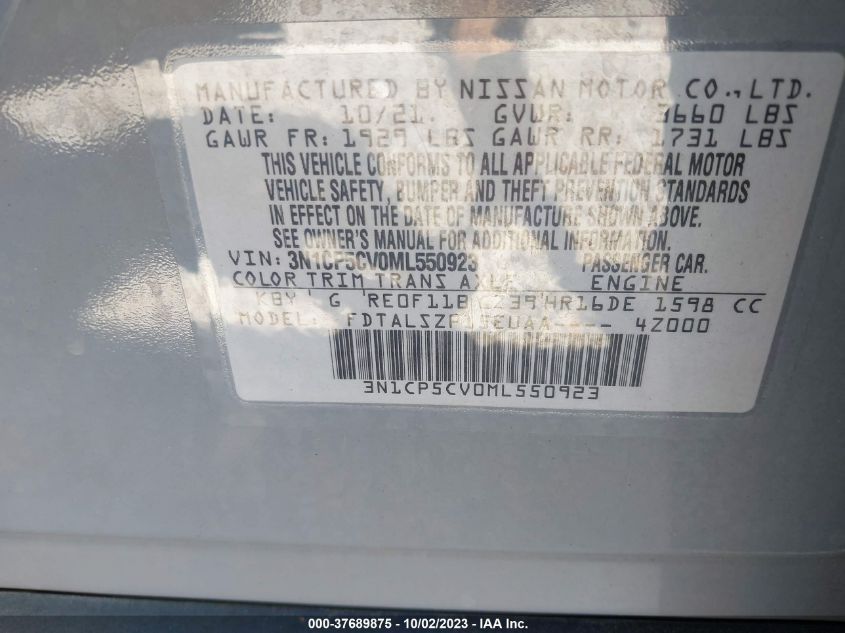 MANUFACTURED BY NISSAN MOTOR CO.,LTD.
DATE: 10/21. GVWR: 3660 LBS
GAWR FR: 1929 LBS GAWR RR: 1731 LBS
THIS VEHICLE CONFORMS TO ALL APPLICABLE FEDERAL MOTOR
VEHICLE SAFETY, BUMPER AND THEFT PREVENTION STANDARDS
IN EFFECT ON THE DATE OF MANUFACTURE SHOWN ABOVE.
SEE OWNER'S MANUAL FOR ADDITIONAL INFORMATION.
VIN: 3N1CP5CV0ML550923 PASSENGER CAR.
COLOR TRIM TRANS AXLE ENGINE
KBY G RE0F11B HR16DE 1598 CC
MODEL: 4Z000
3N1CP5CV0ML550923
000-37689875 - 10/02/2023 - IAA Inc.